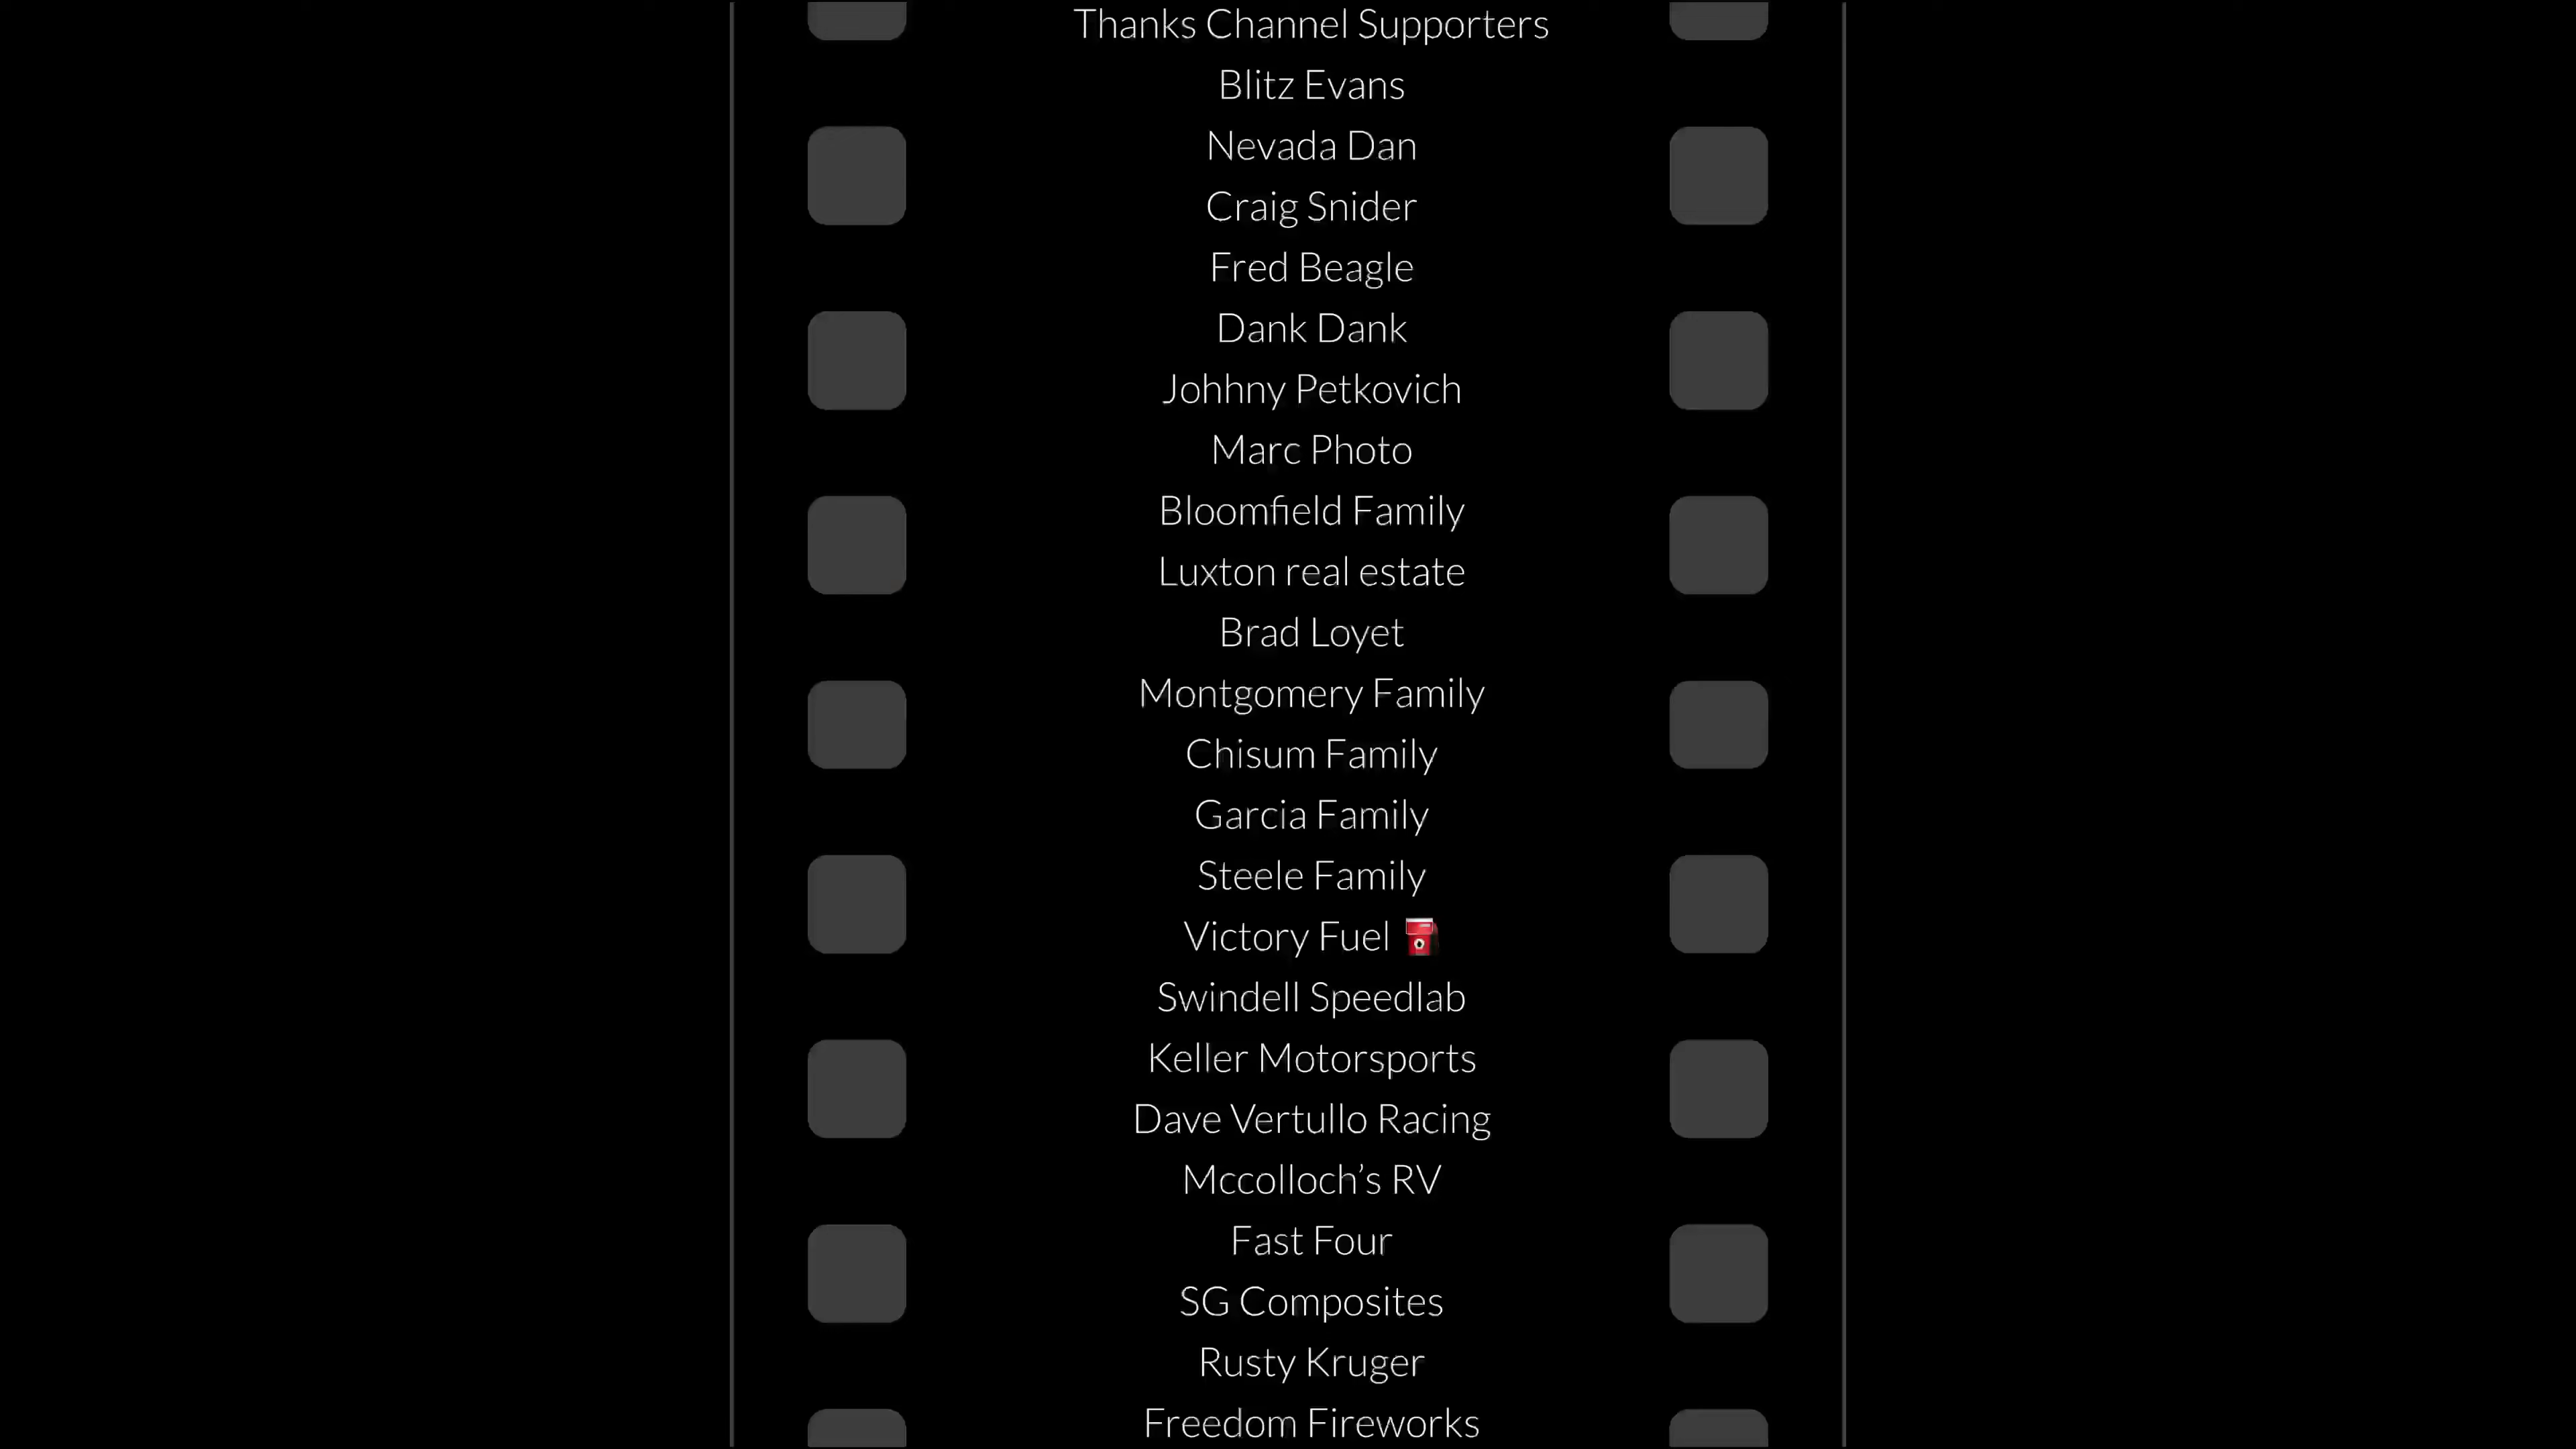 Thanks Channel Supporters
Blitz Evans
Nevada Dan
Craig Snider
Fred Beagle
Dank Dank
Johhny Petkovich
Marc Photo
Bloomfield Family
Luxton real estate
Brad Loyet
Montgomery Family
Chisum Family
Garcia Family
Steele Family
Victory Fuel ⛽
Swindell Speedlab
Keller Motorsports
Dave Vertullo Racing
Mccolloch’s RV
Fast Four
SG Composites
Rusty Kruger
Freedom Fireworks